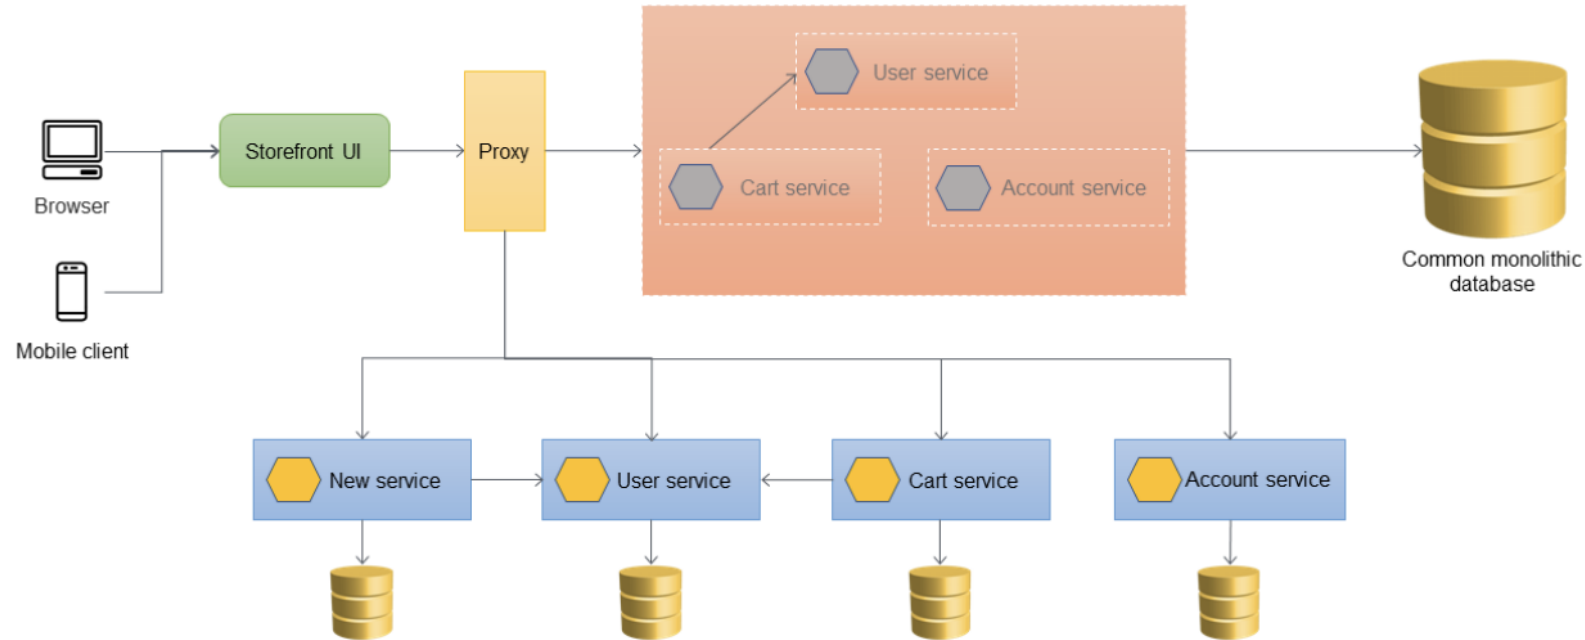 User service
Storefront UI
Proxy
Cart service
Account service
Browser
Common monolithic
database
Mobile client
New service
User service
Cart service
Account service